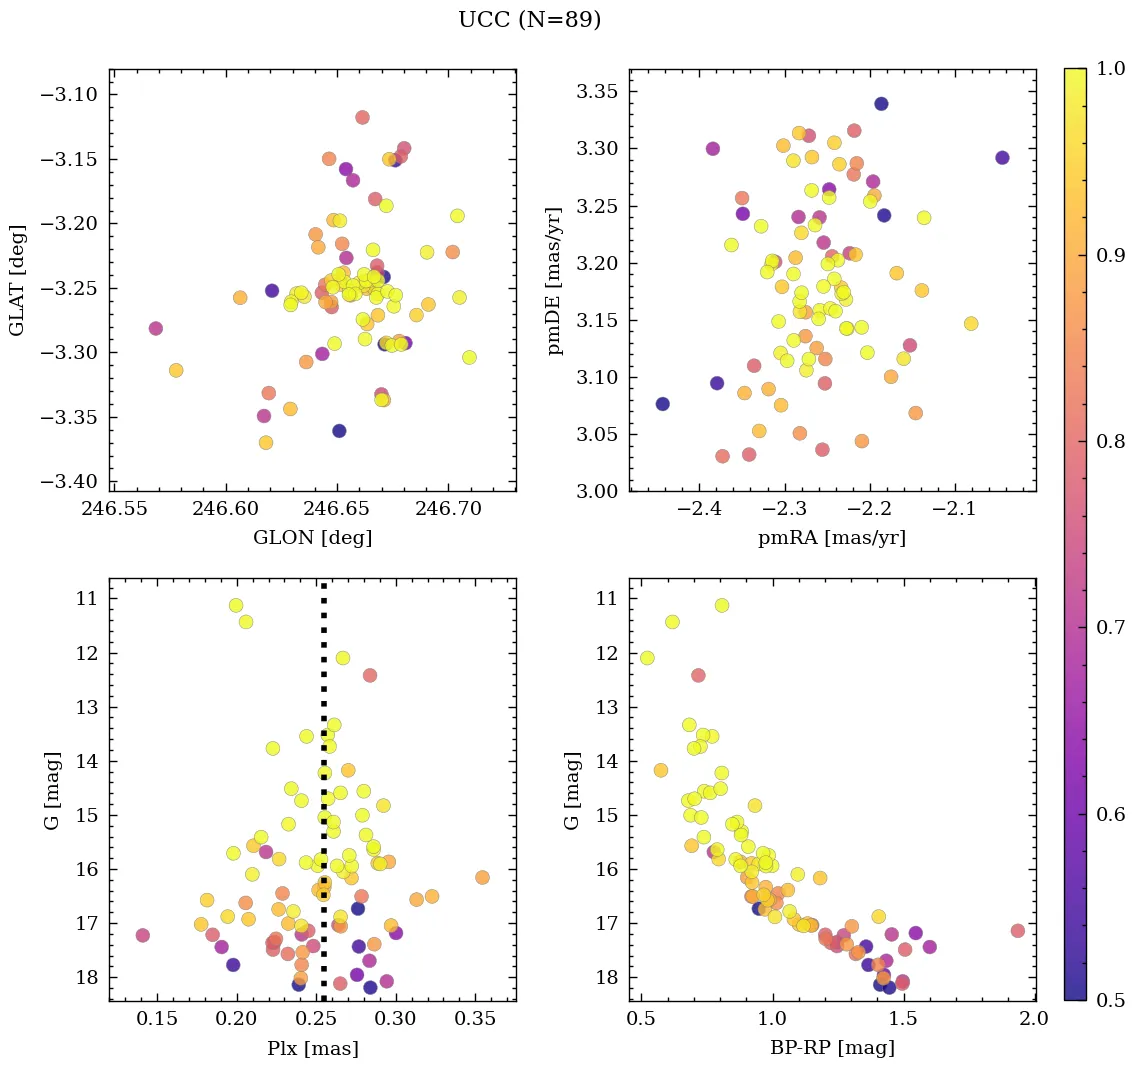 UCC (N=89)
−3.10
−3.15
−3.20
−3.25
−3.30
−3.35
−3.40
GLAT [deg]
246.55 246.60 246.65 246.70
GLON [deg]
3.35
3.30
3.25
3.20
3.15
3.10
3.05
3.00
pmDE [mas/yr]
−2.4 −2.3 −2.2 −2.1
pmRA [mas/yr]
11
12
13
14
15
16
17
18
G [mag]
0.15 0.20 0.25 0.30 0.35
Plx [mas]
11
12
13
14
15
16
17
18
G [mag]
0.5 1.0 1.5 2.0
BP-RP [mag]
1.0
0.9
0.8
0.7
0.6
0.5